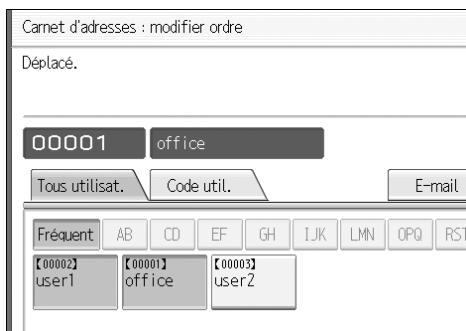 Carnet d'adresses : modifier ordre
Déplacé.
00001 office
Tous utilisat. Code util. E-mail
Fréquent AB CD EF GH IJK LMN OPQ RST
【00002】 【00001】 【00003】
user1 office user2